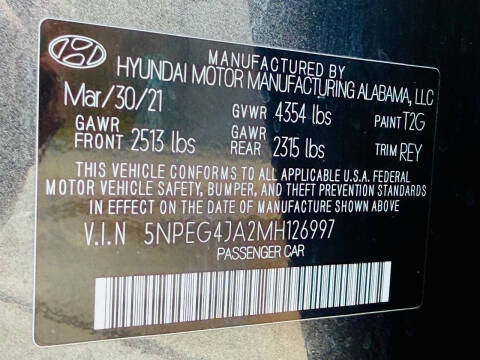 MANUFACTURED BY
HYUNDAI MOTOR MANUFACTURING ALABAMA, LLC
Mar/30/21 GVWR 4354 lbs PAINT T2G
GAWR FRONT 2513 lbs GAWR REAR 2315 lbs TRIM REY
THIS VEHICLE CONFORMS TO ALL APPLICABLE U.S.A. FEDERAL
MOTOR VEHICLE SAFETY, BUMPER, AND THEFT PREVENTION STANDARDS
IN EFFECT ON THE DATE OF MANUFACTURE SHOWN ABOVE
V.I.N 5NPEG4JA2MH126997
PASSENGER CAR